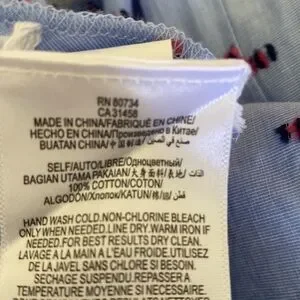 RN 80734
CA 31458
MADE IN CHINA/FABRIQUÉ EN CHINE/
HECHO EN CHINA/Произведено в Китае/
BUATAN CHINA/中国制造/صنع في الصين
SELF/AUTO/LIBRE/Одноцветный/
BAGIAN UTAMA PAKAIAN/大身面料/表地/الذات
100% COTTON/COTON/
ALGODÓN/Хлопок/KATUN/棉/綿/قطن
HAND WASH COLD.NON-CHLORINE BLEACH
ONLY WHEN NEEDED.LINE DRY.WARM IRON IF
NEEDED.FOR BEST RESULTS DRY CLEAN.
LAVAGE A LA MAIN A L'EAU FROIDE.UTILISEZ
DE LA JAVEL SANS CHLORE SI BESOIN.
SECHAGE SUSPENDU.REPASSER A
TEMPERATURE MOYENNE SI NECESSAIRE.